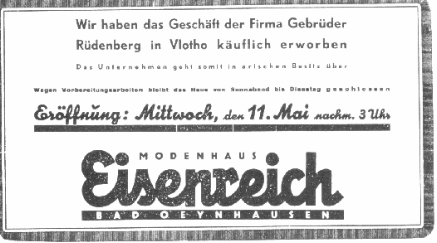 Wir haben das Geschäft der Firma Gebrüder
Rüdenberg in Vlotho käuflich erworben
Das Unternehmen geht somit in arischen Besitz über
Wegen Vorbereitungsarbeiten bleibt das Haus von Sonnabend bis Dienstag geschlossen
Eröffnung: Mittwoch, den 11. Mai nachm. 3 Uhr
MODENHAUS
Eisenreich
BAD OEYNHAUSEN